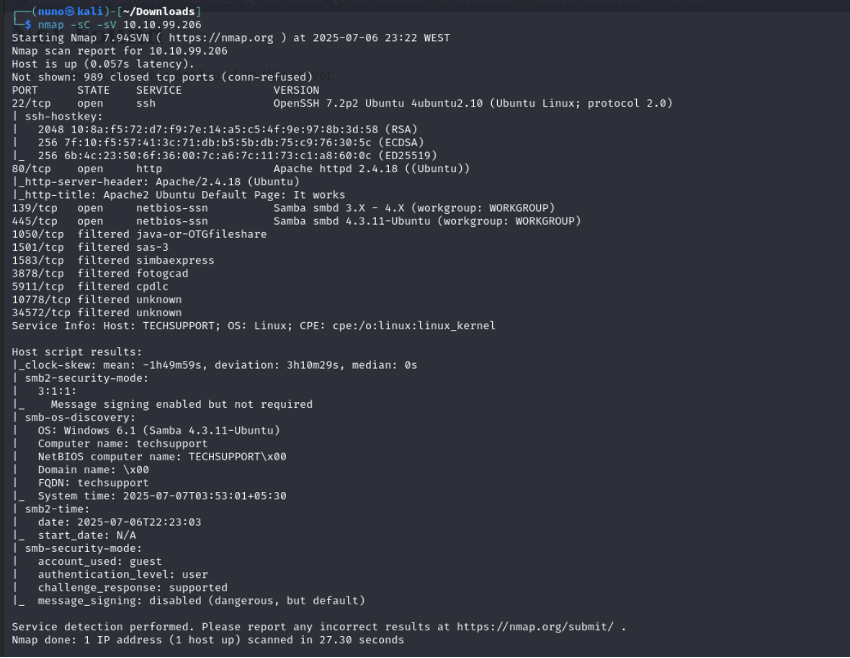 ┌──(nuno㉿kali)-[~/Downloads]
└─$ nmap -sC -sV 10.10.99.206
Starting Nmap 7.94SVN ( https://nmap.org ) at 2025-07-06 23:22 WEST
Nmap scan report for 10.10.99.206
Host is up (0.057s latency).
Not shown: 989 closed tcp ports (conn-refused)
PORT      STATE    SERVICE            VERSION
22/tcp    open     ssh                OpenSSH 7.2p2 Ubuntu 4ubuntu2.10 (Ubuntu Linux; protocol 2.0)
| ssh-hostkey:
|   2048 10:8a:f5:72:d7:f9:7e:14:a5:c5:4f:9e:97:8b:3d:58 (RSA)
|   256 7f:10:f5:57:41:3c:71:db:b5:5b:db:75:c9:76:30:5c (ECDSA)
|_  256 6b:4c:23:50:6f:36:00:7c:a6:7c:11:73:c1:a8:60:0c (ED25519)
80/tcp    open     http               Apache httpd 2.4.18 ((Ubuntu))
|_http-server-header: Apache/2.4.18 (Ubuntu)
|_http-title: Apache2 Ubuntu Default Page: It works
139/tcp   open     netbios-ssn        Samba smbd 3.X - 4.X (workgroup: WORKGROUP)
445/tcp   open     netbios-ssn        Samba smbd 4.3.11-Ubuntu (workgroup: WORKGROUP)
1050/tcp  filtered java-or-OTGfileshare
1501/tcp  filtered sas-3
1583/tcp  filtered simbaexpress
3878/tcp  filtered fotogcad
5911/tcp  filtered cpdlc
10778/tcp filtered unknown
34572/tcp filtered unknown
Service Info: Host: TECHSUPPORT; OS: Linux; CPE: cpe:/o:linux:linux_kernel

Host script results:
|_clock-skew: mean: -1h49m59s, deviation: 3h10m29s, median: 0s
| smb2-security-mode:
|   3:1:1:
|_    Message signing enabled but not required
| smb-os-discovery:
|   OS: Windows 6.1 (Samba 4.3.11-Ubuntu)
|   Computer name: techsupport
|   NetBIOS computer name: TECHSUPPORT\x00
|   Domain name: \x00
|   FQDN: techsupport
|_  System time: 2025-07-07T03:53:01+05:30
| smb2-time:
|   date: 2025-07-06T22:23:03
|_  start_date: N/A
| smb-security-mode:
|   account_used: guest
|   authentication_level: user
|   challenge_response: supported
|_  message_signing: disabled (dangerous, but default)

Service detection performed. Please report any incorrect results at https://nmap.org/submit/ .
Nmap done: 1 IP address (1 host up) scanned in 27.30 seconds